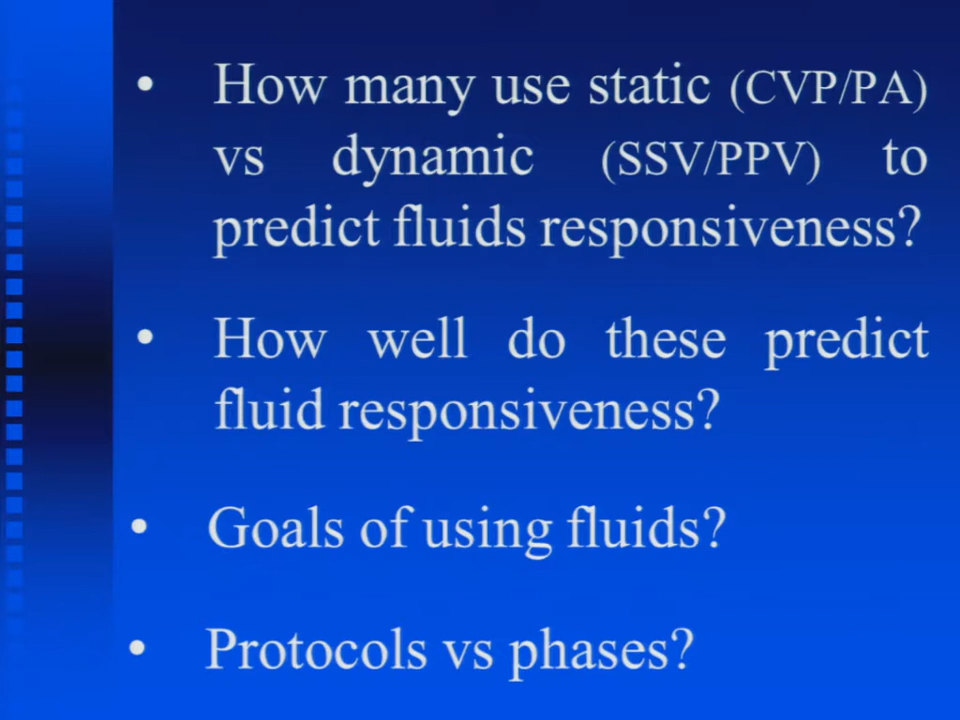 • How many use static (CVP/PA)
vs dynamic (SSV/PPV) to
predict fluids responsiveness?
• How well do these predict
fluid responsiveness?
• Goals of using fluids?
• Protocols vs phases?